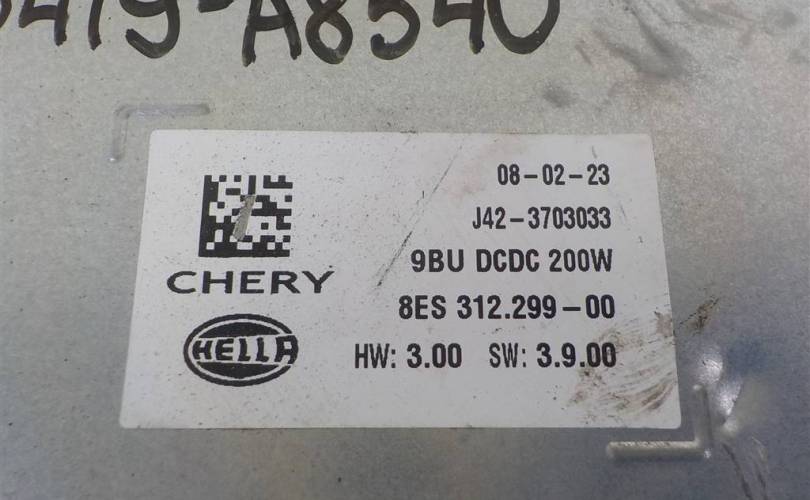 08-02-23
J42-3703033
9BU DCDC 200W
8ES 312.299-00
HW: 3.00 SW: 3.9.00
CHERY
HELLA